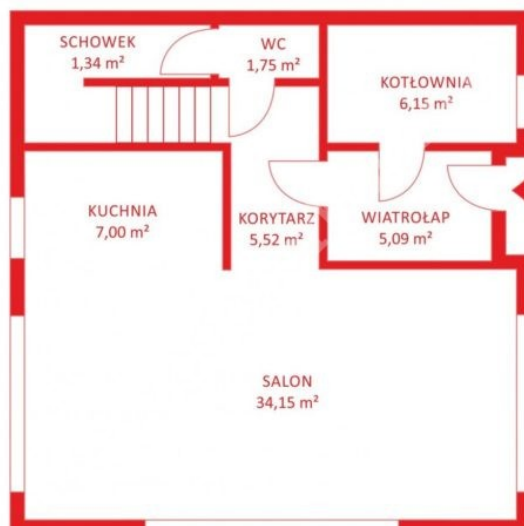 SCHOWEK
1,34 m²
WC
1,75 m²
KOTŁOWNIA
6,15 m²
KUCHNIA
7,00 m²
KORYTARZ
5,52 m²
WIATROŁAP
5,09 m²
SALON
34,15 m²